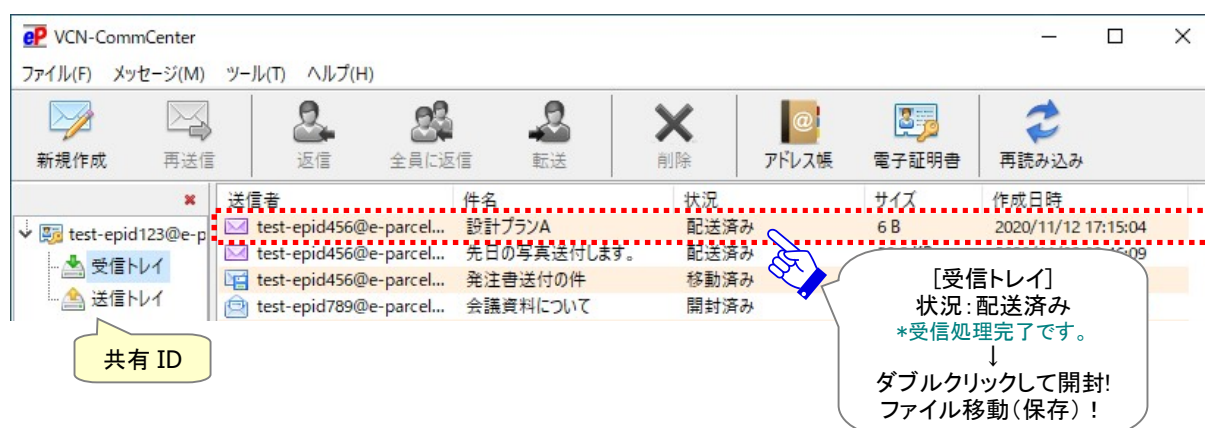 eP VCN-CommCenter
ファイル(F) メッセージ(M) ツール(T) ヘルプ(H)
新規作成 再送信 返信 全員に返信 転送 削除 アドレス帳 電子証明書 再読み込み
送信者 件名 状況 サイズ 作成日時
test-epid123@e-p
受信トレイ
送信トレイ
test-epid456@e-parcel... 設計プランA 配送済み 6 B 2020/11/12 17:15:04
test-epid456@e-parcel... 先日の写真送付します。 配送済み
test-epid456@e-parcel... 発注書送付の件 移動済み
test-epid789@e-parcel... 会議資料について 開封済み
共有 ID
[受信トレイ]
状況：配送済み
*受信処理完了です。
↓
ダブルクリックして開封!
ファイル移動（保存）！